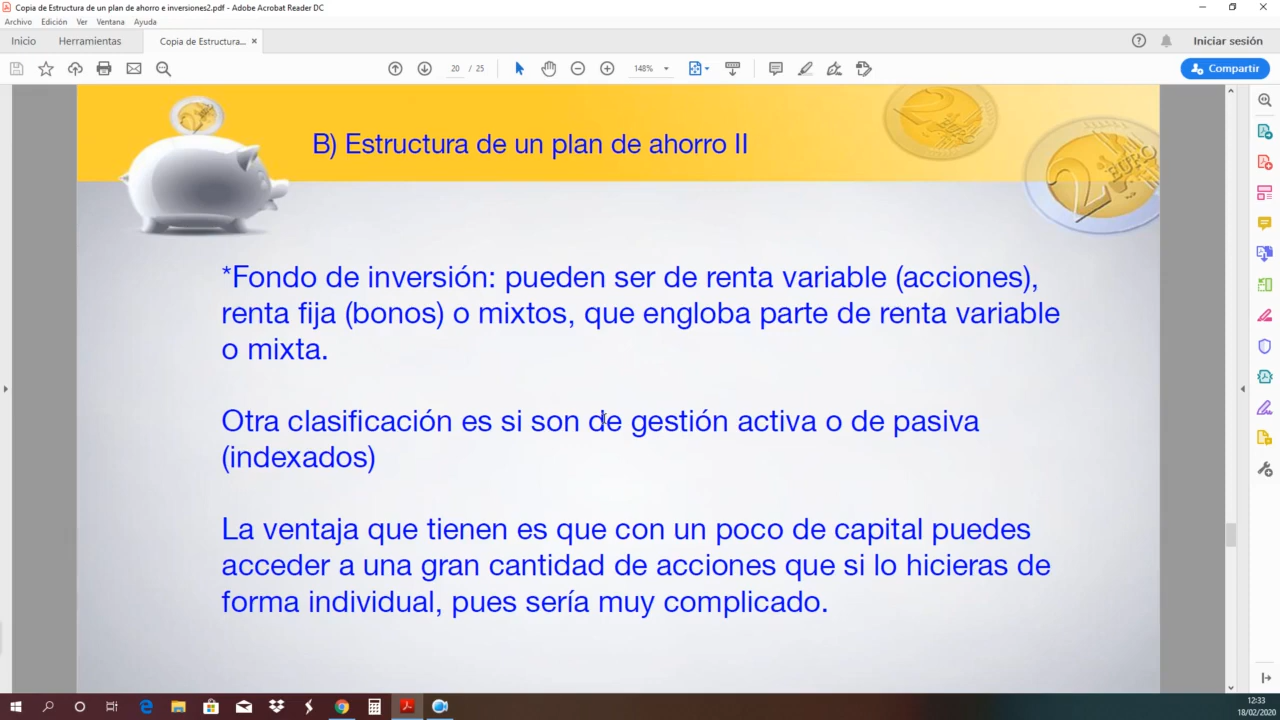 Copia de Estructura de un plan de ahorro e inversiones2.pdf - Adobe Acrobat Reader DC
Archivo Edición Ver Ventana Ayuda
Inicio Herramientas Copia de Estructura... × Iniciar sesión
20 / 25 148% Compartir
B) Estructura de un plan de ahorro II
*Fondo de inversión: pueden ser de renta variable (acciones),
renta fija (bonos) o mixtos, que engloba parte de renta variable
o mixta.
Otra clasificación es si son de gestión activa o de pasiva
(indexados)
La ventaja que tienen es que con un poco de capital puedes
acceder a una gran cantidad de acciones que si lo hicieras de
forma individual, pues sería muy complicado.
2 EURO
12:33
18/02/2020